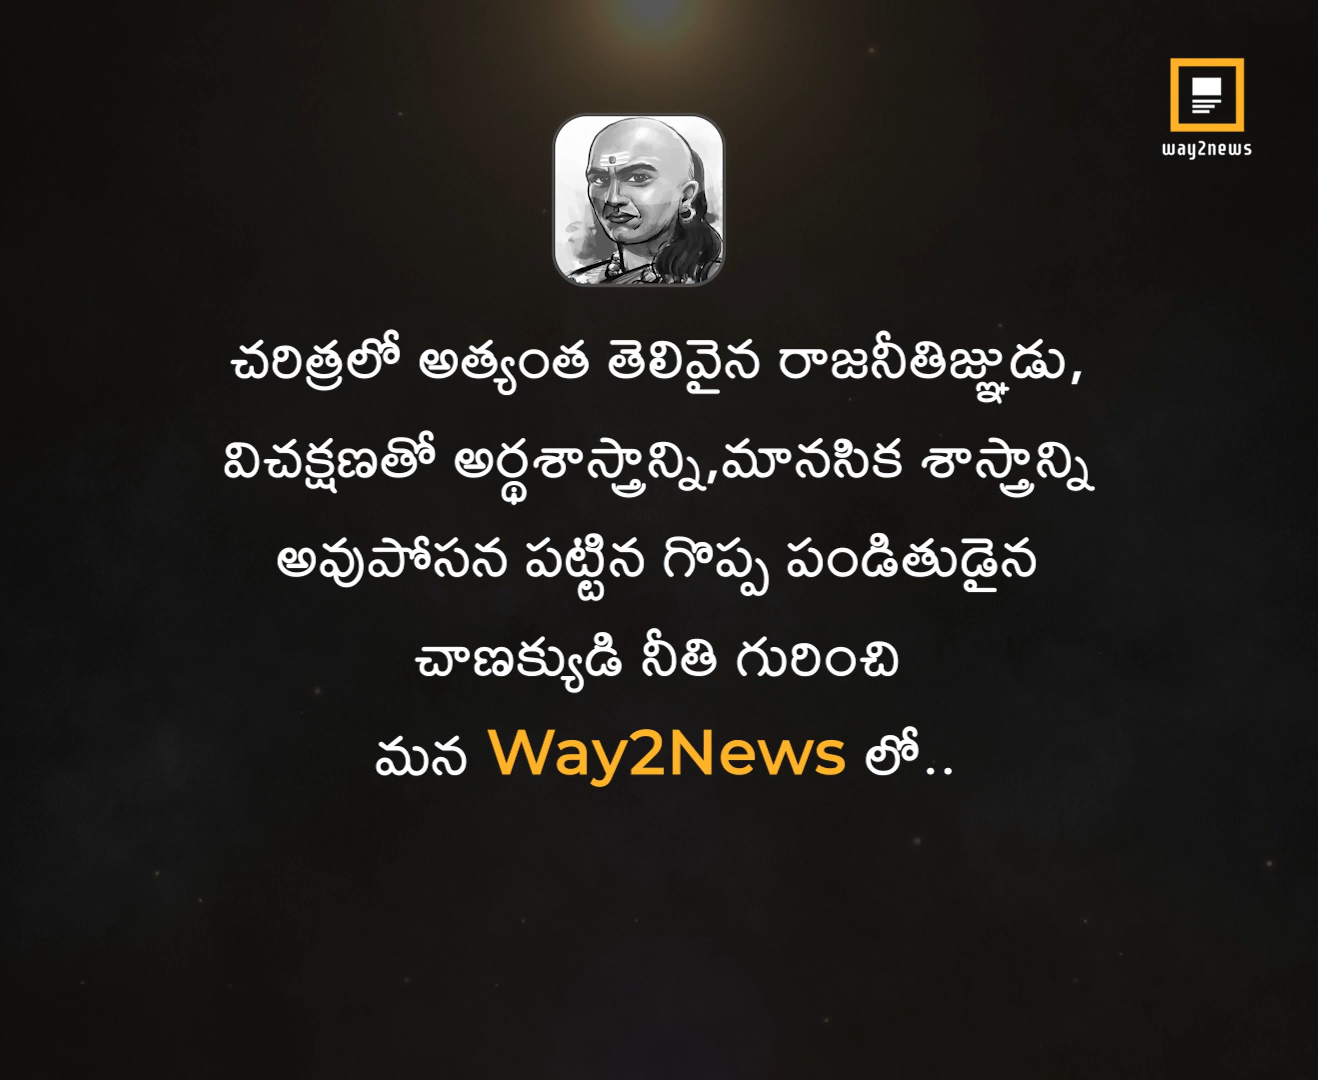 way2news
చరిత్రలో అత్యంత తెలివైన రాజనీతిజ్ఞుడు,
విచక్షణతో అర్థశాస్త్రాన్ని,మానసిక శాస్త్రాన్ని
అవుపోసన పట్టిన గొప్ప పండితుడైన
చాణక్యుడి నీతి గురించి
మన Way2News లో..